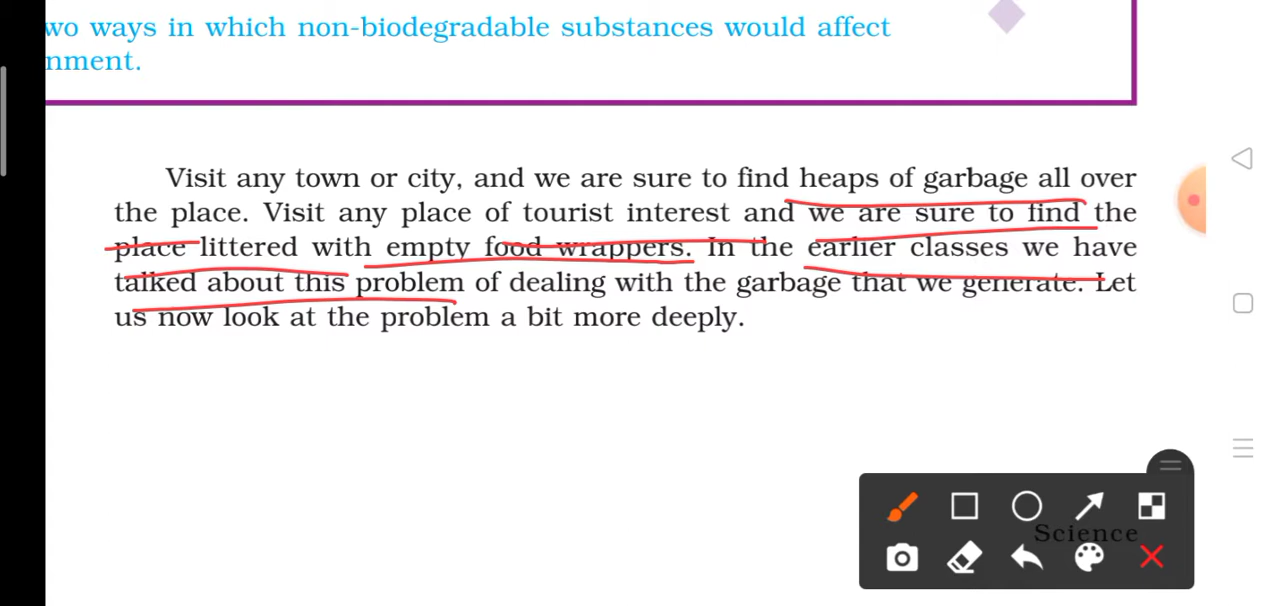 wo ways in which non-biodegradable substances would affect
nment.
Visit any town or city, and we are sure to find heaps of garbage all over
the place. Visit any place of tourist interest and we are sure to find the
place littered with empty food wrappers. In the earlier classes we have
talked about this problem of dealing with the garbage that we generate. Let
us now look at the problem a bit more deeply.
Science